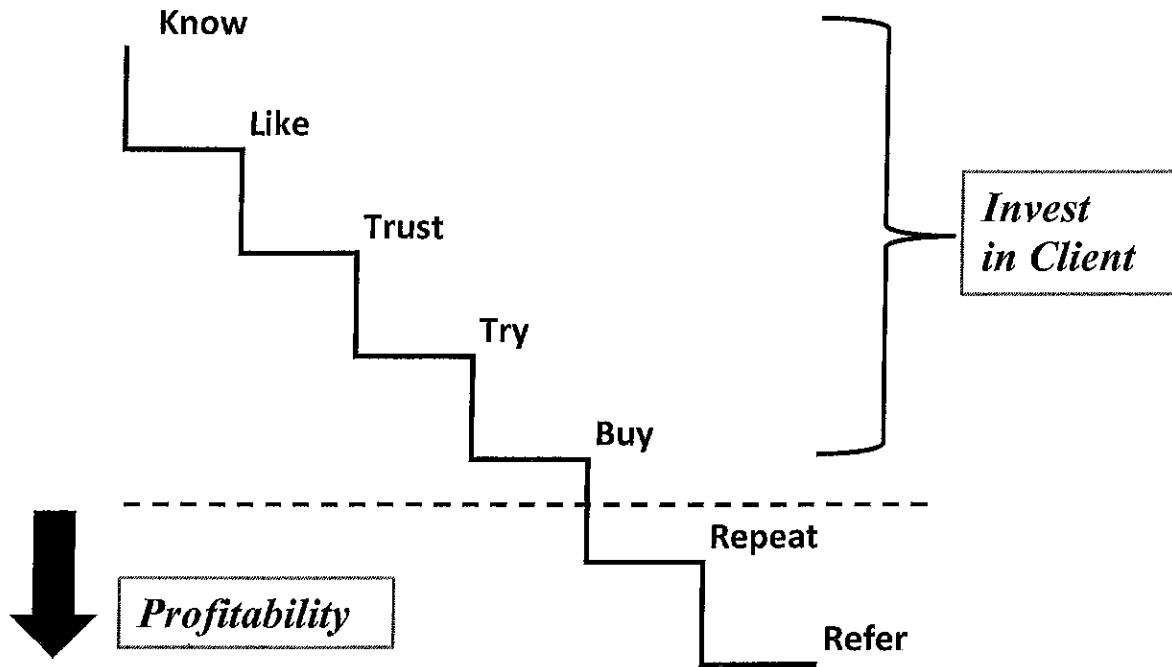 Know
Like
Trust
Try
Buy
Invest
in Client
Repeat
Profitability
Refer